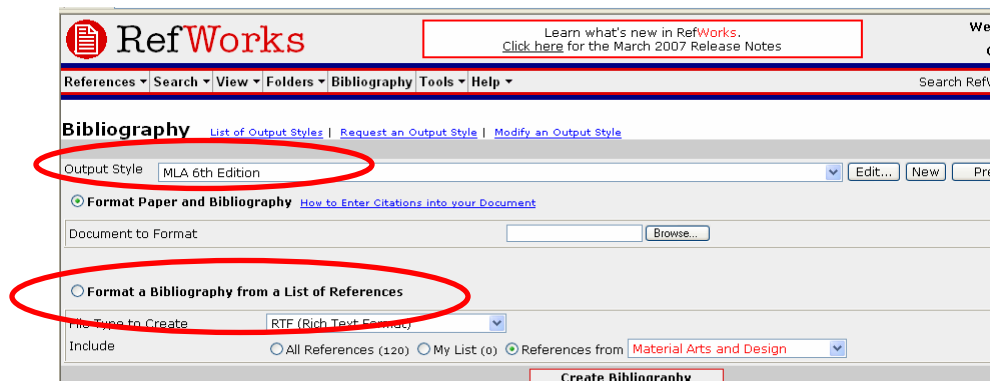 RefWorks
Learn what's new in RefWorks.
Click here for the March 2007 Release Notes
We
References Search View Folders Bibliography Tools Help Search RefW
Bibliography List of Output Styles | Request an Output Style | Modify an Output Style
Output Style MLA 6th Edition Edit... New Pre
Format Paper and Bibliography How to Enter Citations into your Document
Document to Format Browse...
Format a Bibliography from a List of References
File Type to Create RTF (Rich Text Format)
Include All References (120) My List (0) References from Material Arts and Design
Create Bibliography